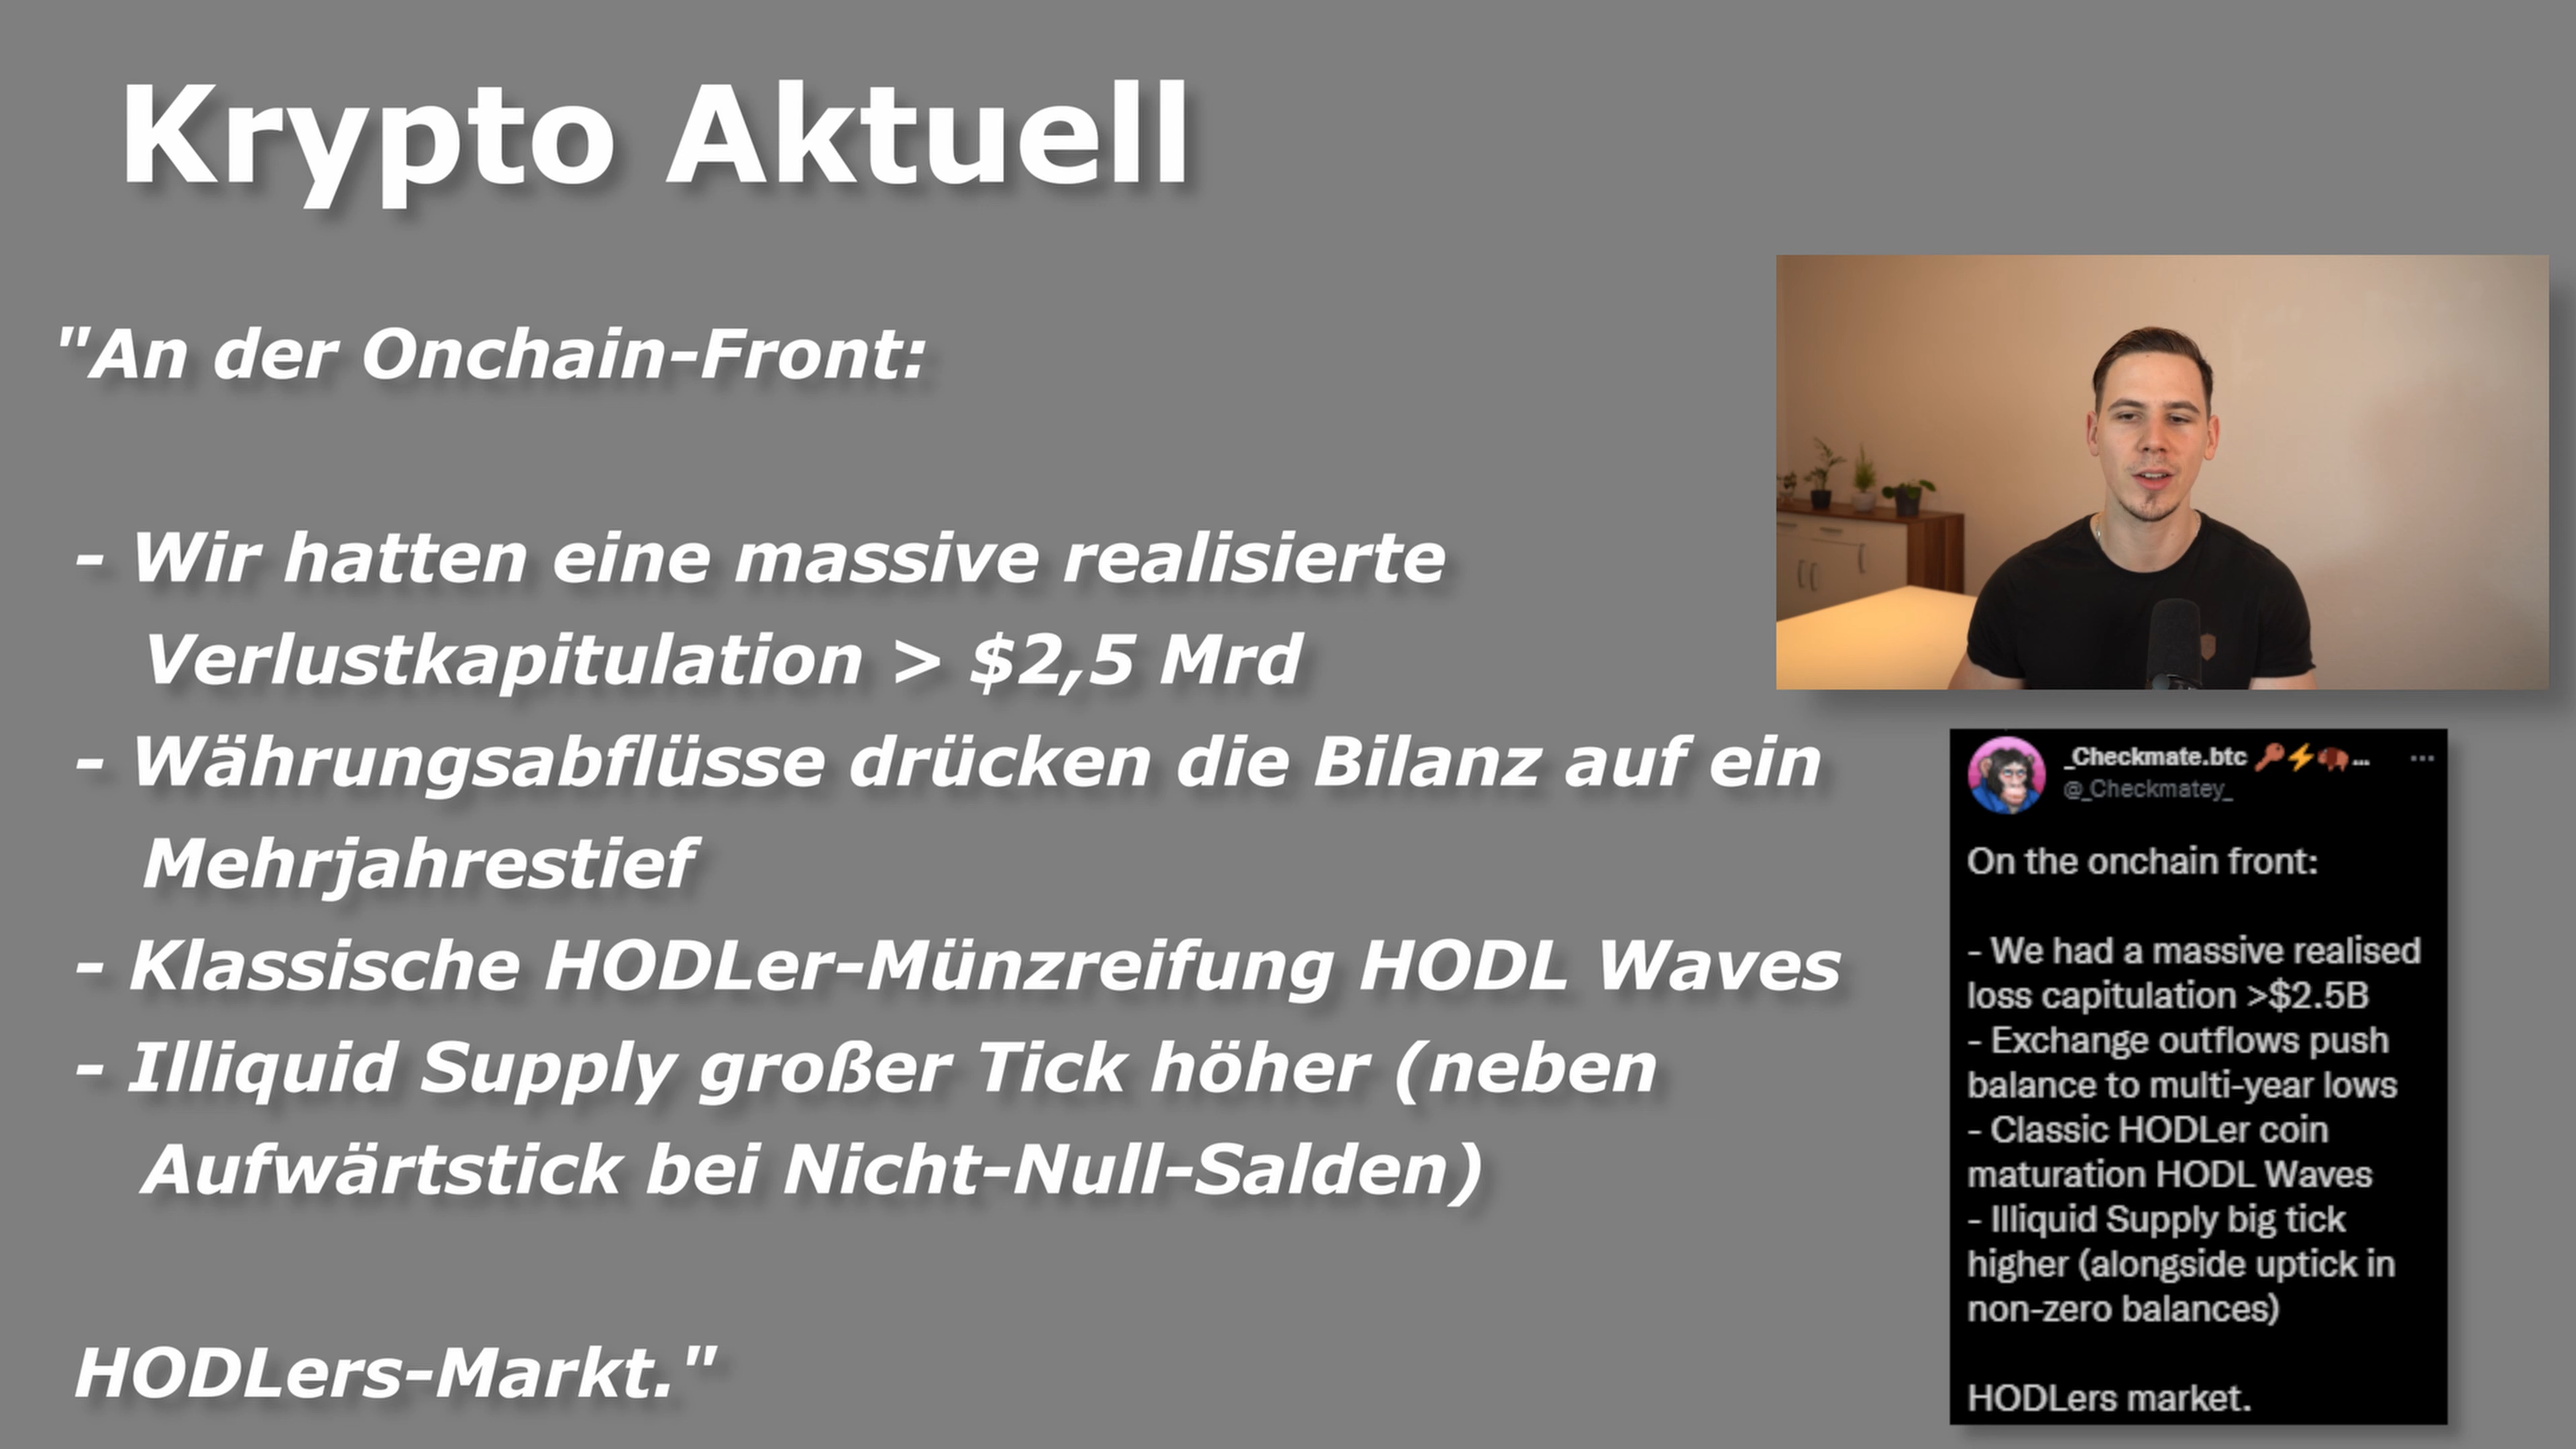 Krypto Aktuell
"An der Onchain-Front:
- Wir hatten eine massive realisierte
Verlustkapitulation > $2,5 Mrd
- Währungsabflüsse drücken die Bilanz auf ein
Mehrjahrestief
- Klassische HODLer-Münzreifung HODL Waves
- Illiquid Supply großer Tick höher (neben
Aufwärtstick bei Nicht-Null-Salden)
HODLers-Markt."
_Checkmate.btc 🔑⚡🦬...
@_Checkmatey_
On the onchain front:
- We had a massive realised
loss capitulation >$2.5B
- Exchange outflows push
balance to multi-year lows
- Classic HODLer coin
maturation HODL Waves
- Illiquid Supply big tick
higher (alongside uptick in
non-zero balances)
HODLers market.